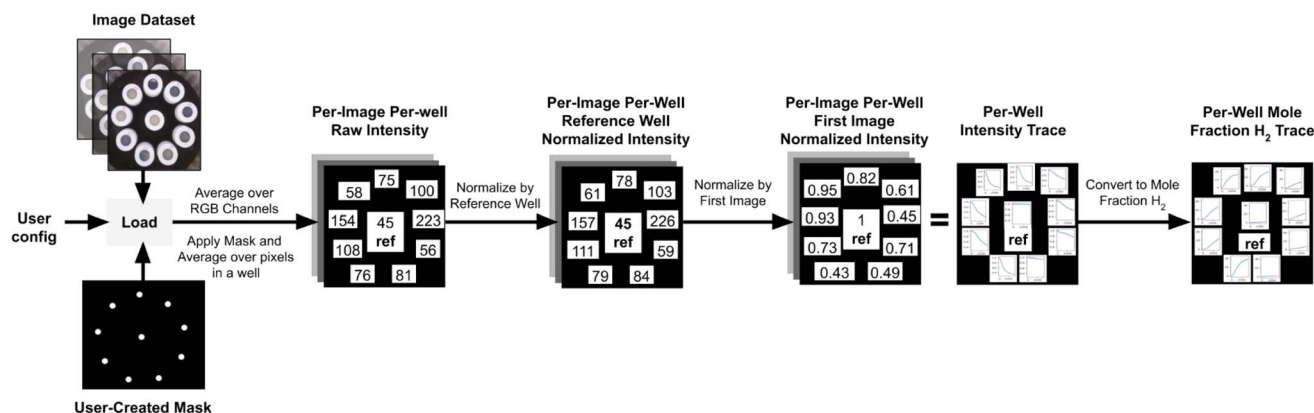 Image Dataset
User
config
Load
User-Created Mask
Average over
RGB Channels
Apply Mask and
Average over pixels
in a well
Per-Image Per-well
Raw Intensity
75
58
100
154
45
ref
223
108
56
76
81
Normalize by
Reference Well
Per-Image Per-Well
Reference Well
Normalized Intensity
78
61
103
157
45
ref
226
111
59
79
84
Normalize by
First Image
Per-Image Per-Well
First Image
Normalized Intensity
0.82
0.95
0.61
0.93
1
ref
0.45
0.73
0.71
0.43
0.49
=
Per-Well
Intensity Trace
ref
Convert to Mole
Fraction H₂
Per-Well Mole
Fraction H₂ Trace
ref